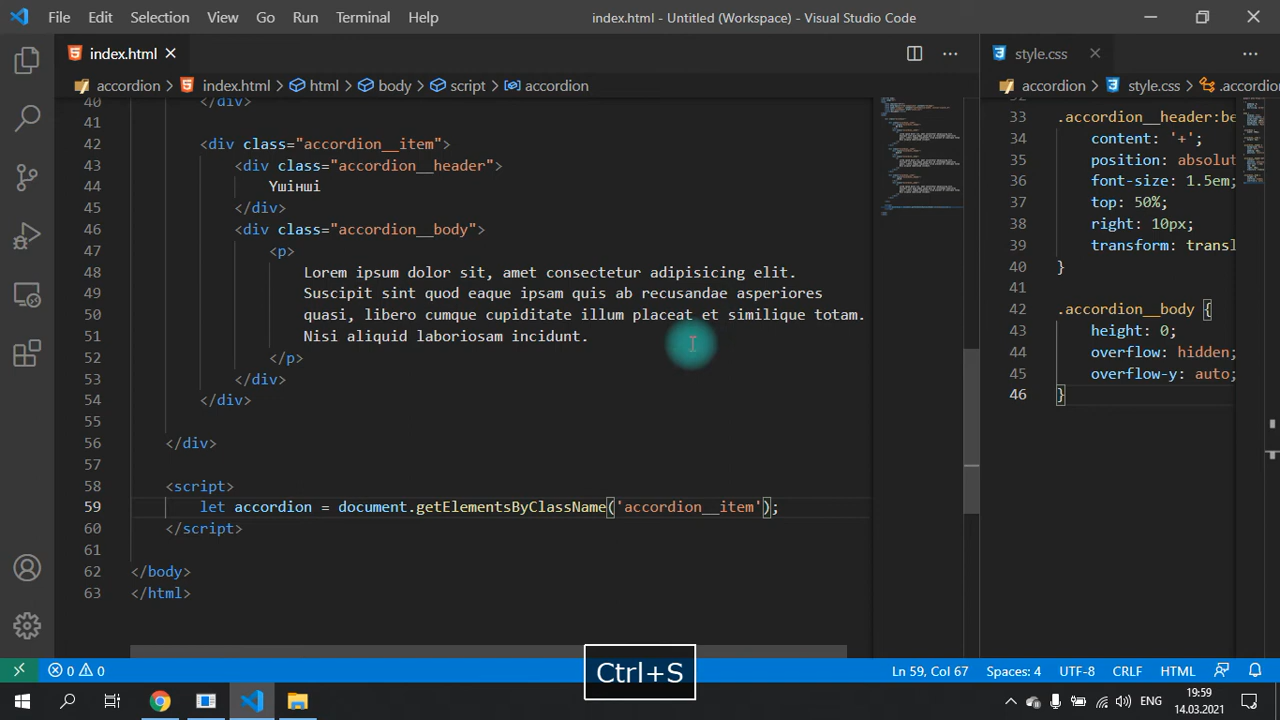 File Edit Selection View Go Run Terminal Help index.html - Untitled (Workspace) - Visual Studio Code
index.html
style.css
accordion > index.html > html > body > script > accordion
accordion > style.css > .accordion
40 </div>
41
42 <div class="accordion__item">
43 <div class="accordion__header">
44 Үшінші
45 </div>
46 <div class="accordion__body">
47 <p>
48 Lorem ipsum dolor sit, amet consectetur adipisicing elit.
49 Suscipit sint quod eaque ipsam quis ab recusandae asperiores
50 quasi, libero cumque cupiditate illum placeat et similique totam.
51 Nisi aliquid laboriosam incidunt.
52 </p>
53 </div>
54 </div>
55
56 </div>
57
58 <script>
59 let accordion = document.getElementsByClassName('accordion__item');
60 </script>
61
62 </body>
63 </html>
32
33 .accordion__header:be
34 content: '+';
35 position: absolut
36 font-size: 1.5em;
37 top: 50%;
38 right: 10px;
39 transform: transl
40 }
41
42 .accordion__body {
43 height: 0;
44 overflow: hidden;
45 overflow-y: auto;
46 }
Ctrl+S
0 0 Ln 59, Col 67 Spaces: 4 UTF-8 CRLF HTML
ENG 19:59
14.03.2021